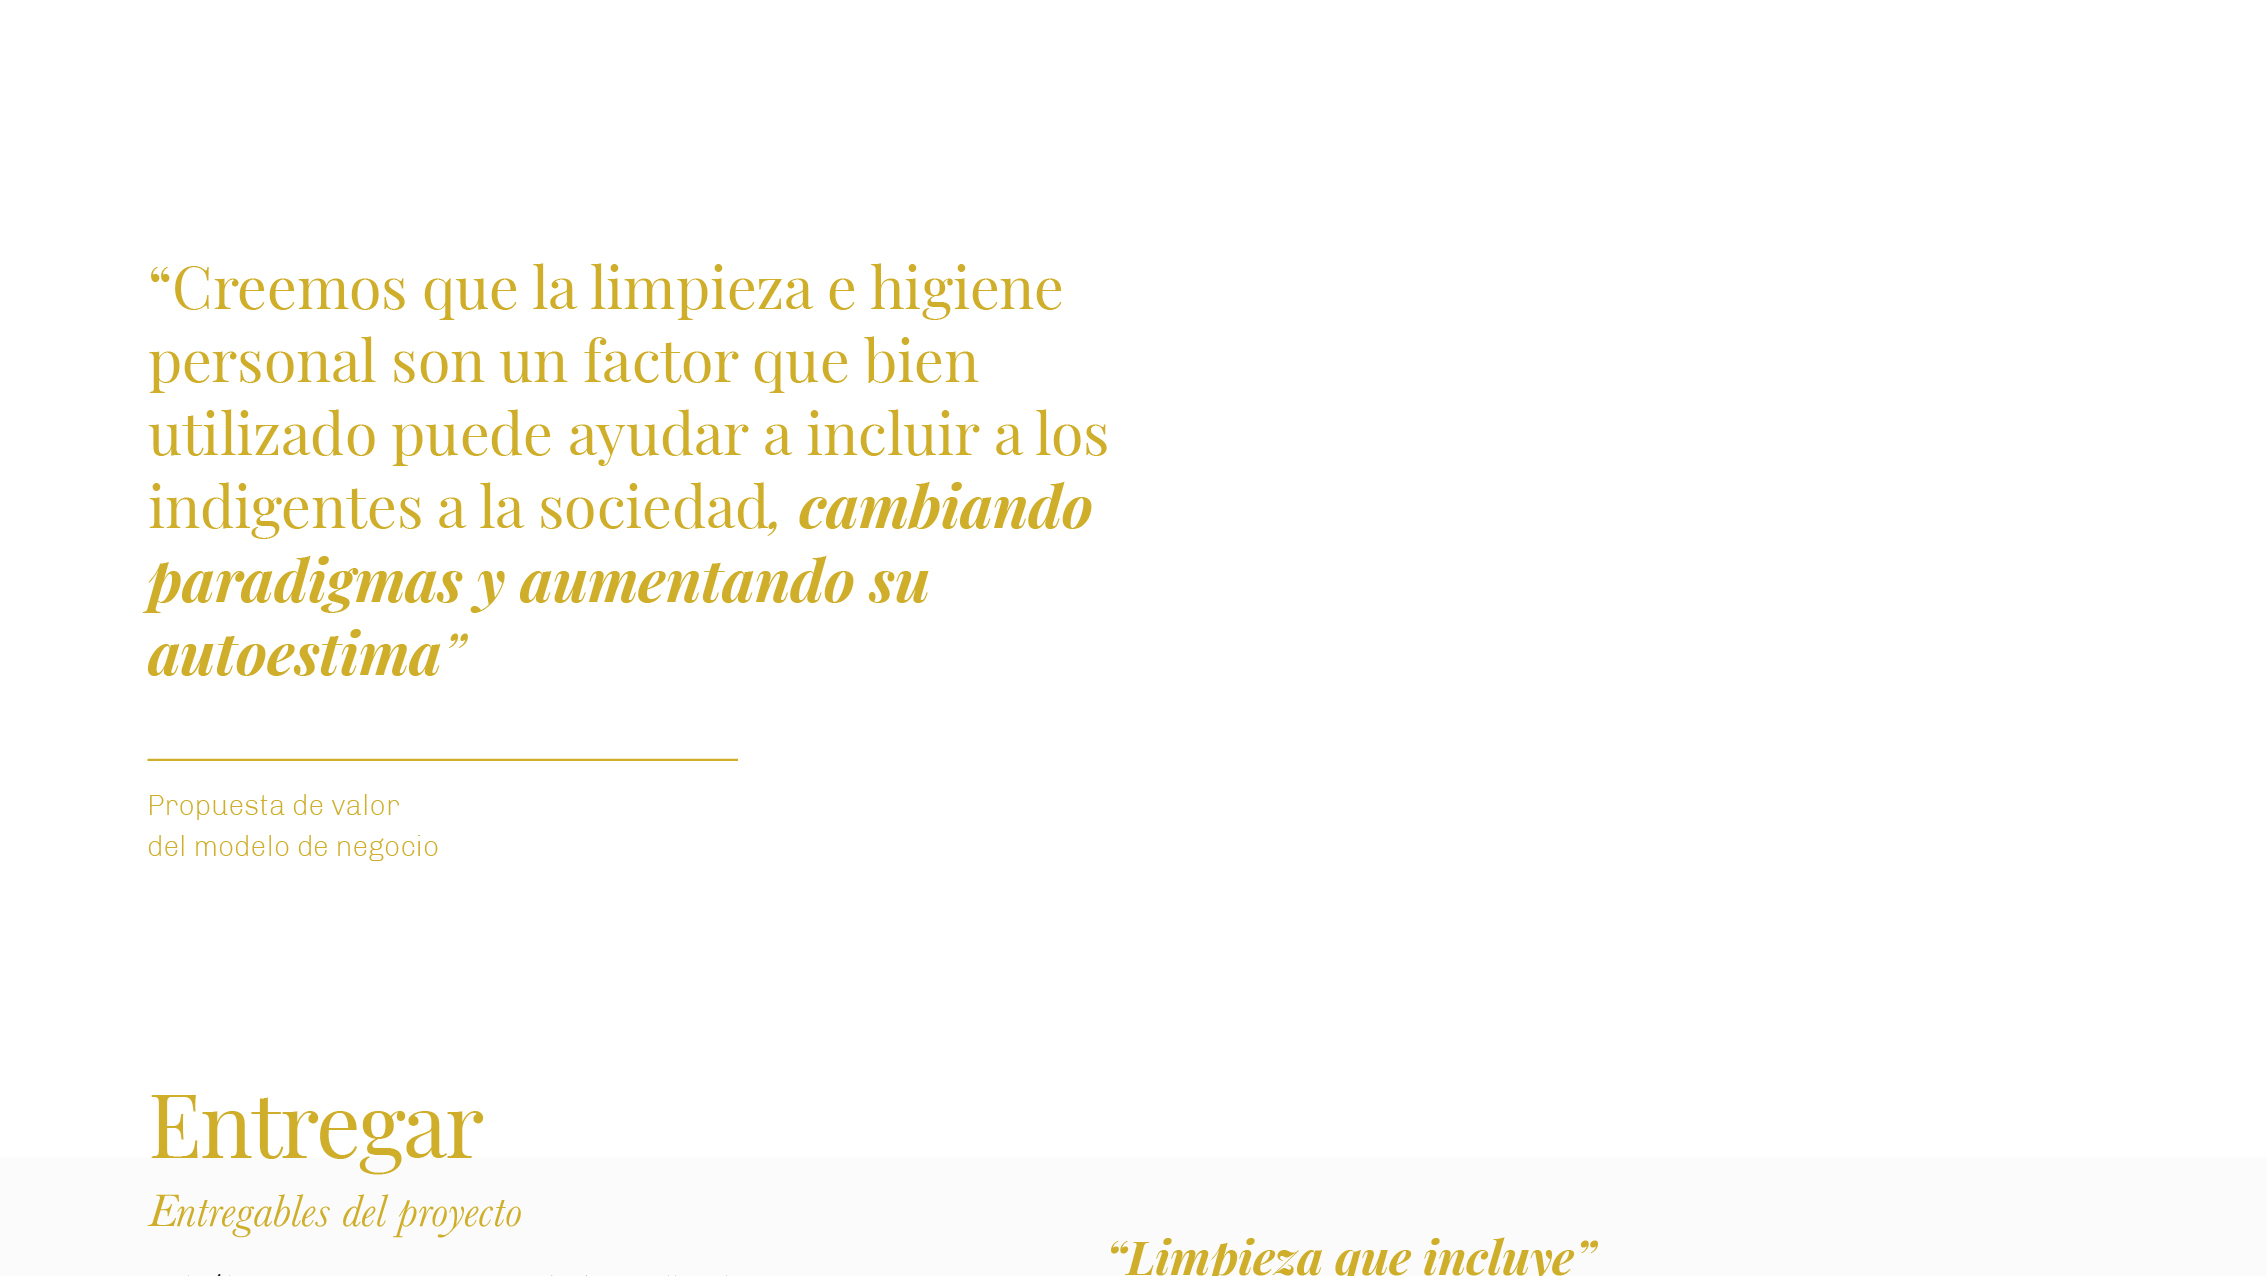 “Creemos que la limpieza e higiene
personal son un factor que bien
utilizado puede ayudar a incluir a los
indigentes a la sociedad, cambiando
paradigmas y aumentando su
autoestima”
Propuesta de valor
del modelo de negocio
Entregar
Entregables del proyecto
“Limpieza que incluye”